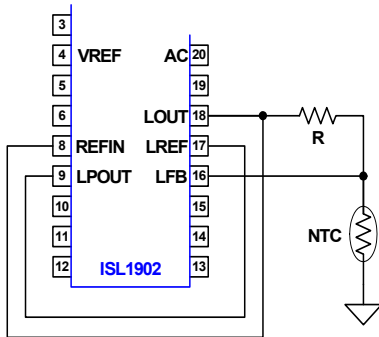 3
4 VREF AC 20
5 19
6 LOUT 18
8 REFIN LREF 17
9 LPOUT LFB 16
10 15
11 14
12 ISL1902 13
R
NTC